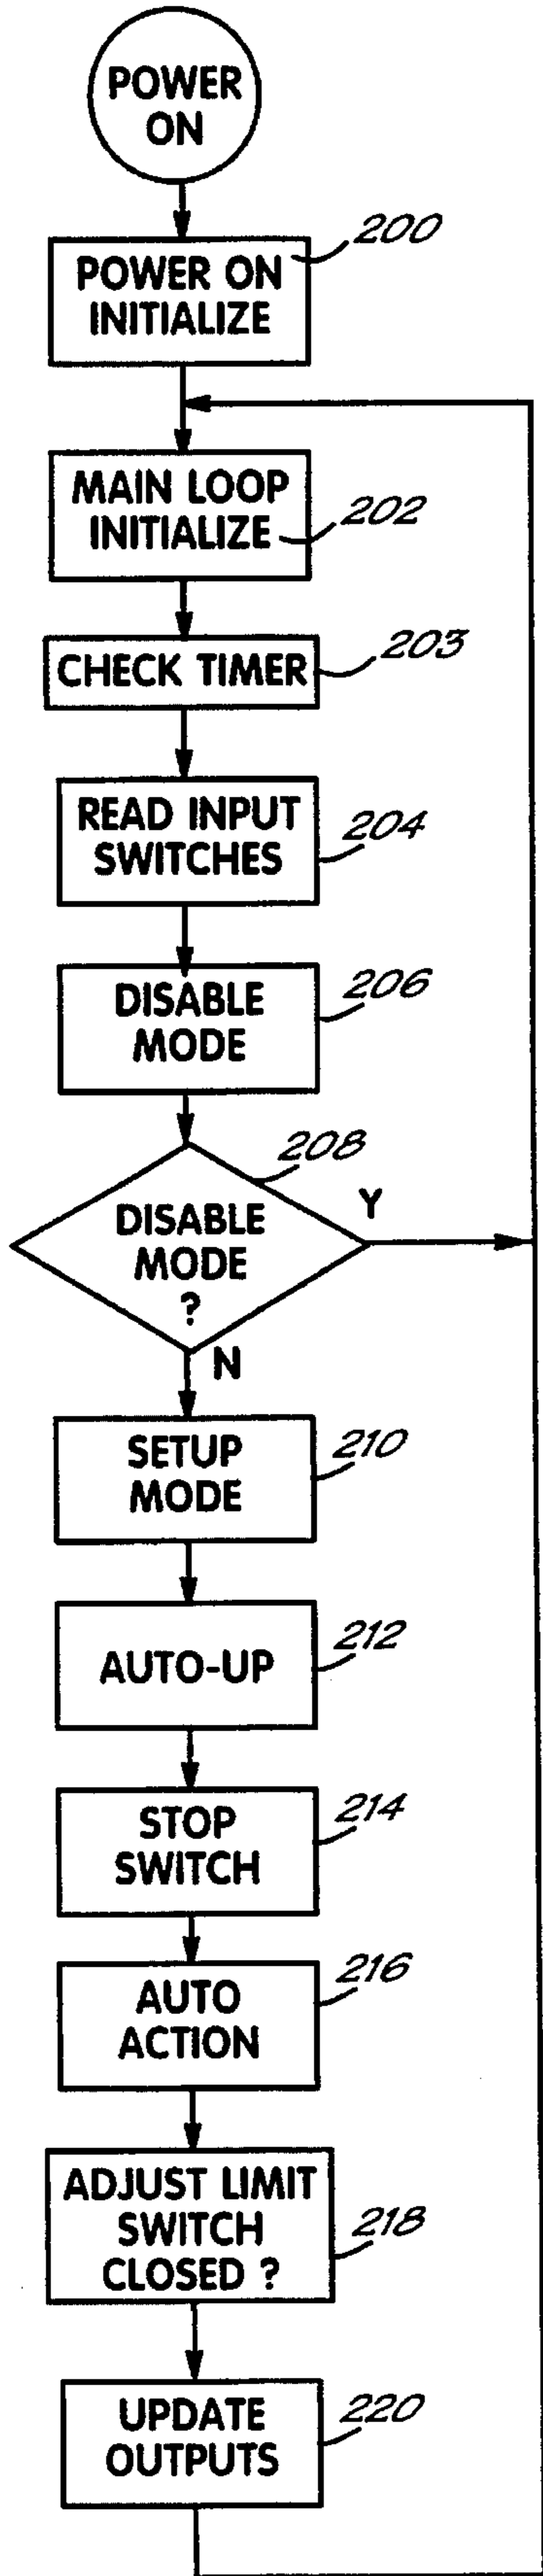 POWER
ON
200
POWER ON
INITIALIZE
MAIN LOOP
INITIALIZE
202
CHECK TIMER
203
READ INPUT
SWITCHES
204
DISABLE
MODE
206
208
DISABLE
MODE
?
Y
N
SETUP
MODE
210
AUTO-UP
212
STOP
SWITCH
214
AUTO
ACTION
216
ADJUST LIMIT
SWITCH
CLOSED ?
218
UPDATE
OUTPUTS
220